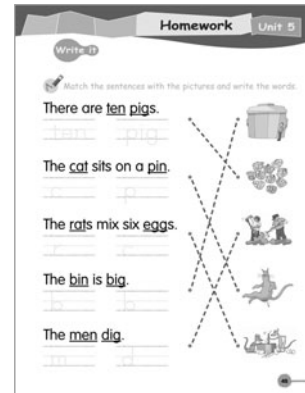 Homework Unit 5
Write it
Match the sentences with the pictures and write the words.
There are ten pigs.
ten pig
The cat sits on a pin.
c p
The rats mix six eggs.
r e
The bin is big.
b b
The men dig.
m d